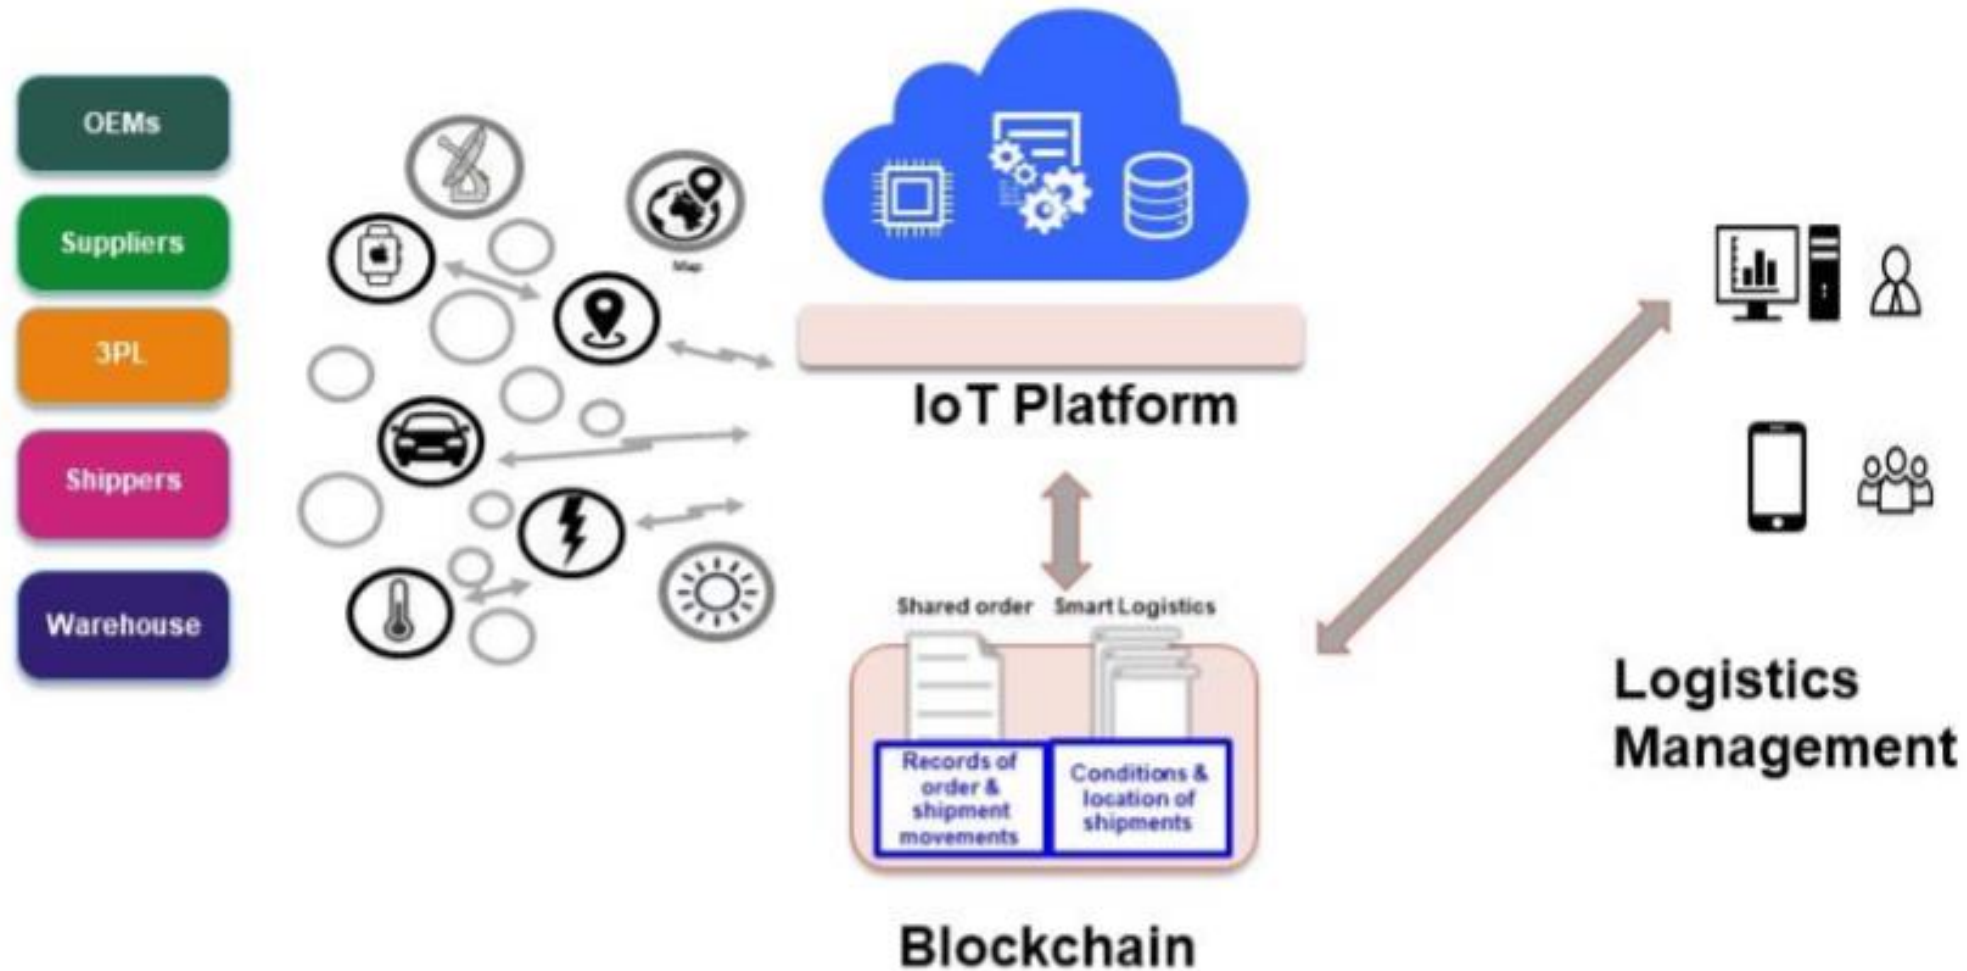 OEMs
Suppliers
3PL
Shippers
Warehouse
Map
IoT Platform
Shared order
Smart Logistics
Records of
order &
shipment
movements
Conditions &
location of
shipments
Blockchain
Logistics
Management